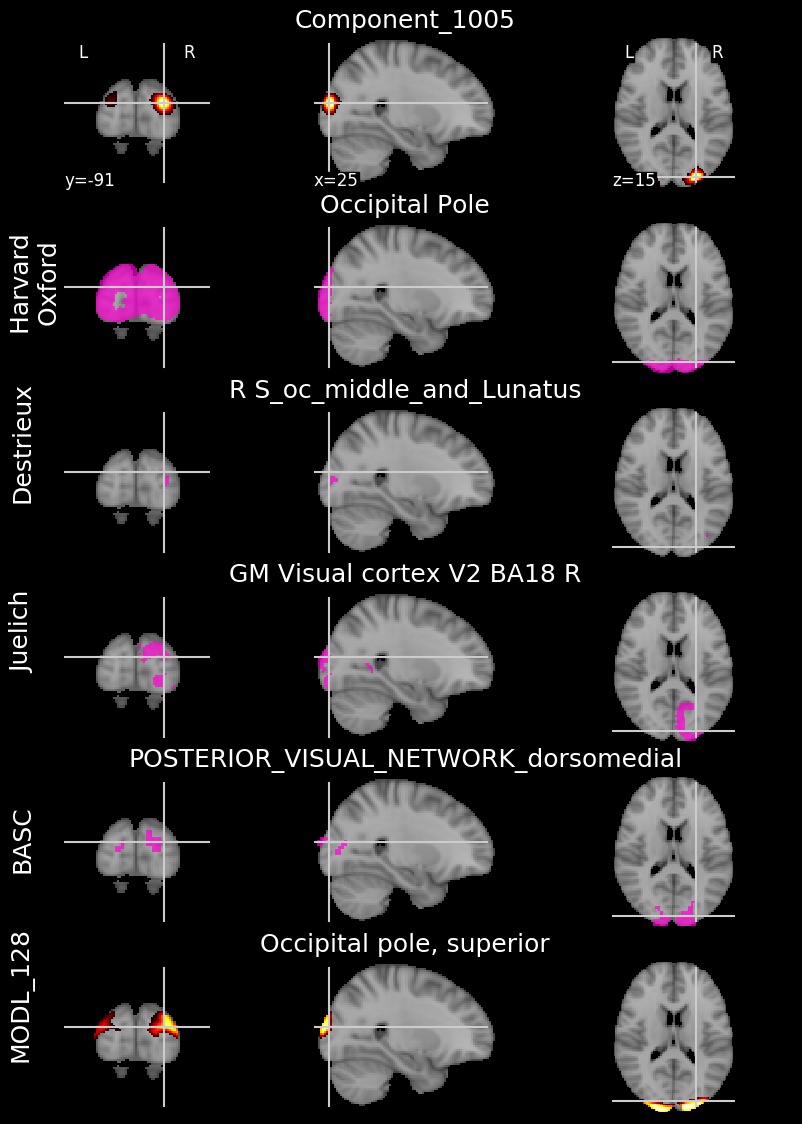 Component_1005
L R
L R
y=-91 x=25 z=15
Occipital Pole
Harvard
Oxford
R S_oc_middle_and_Lunatus
Destrieux
GM Visual cortex V2 BA18 R
Juelich
POSTERIOR_VISUAL_NETWORK_dorsomedial
BASC
Occipital pole, superior
MODL_128